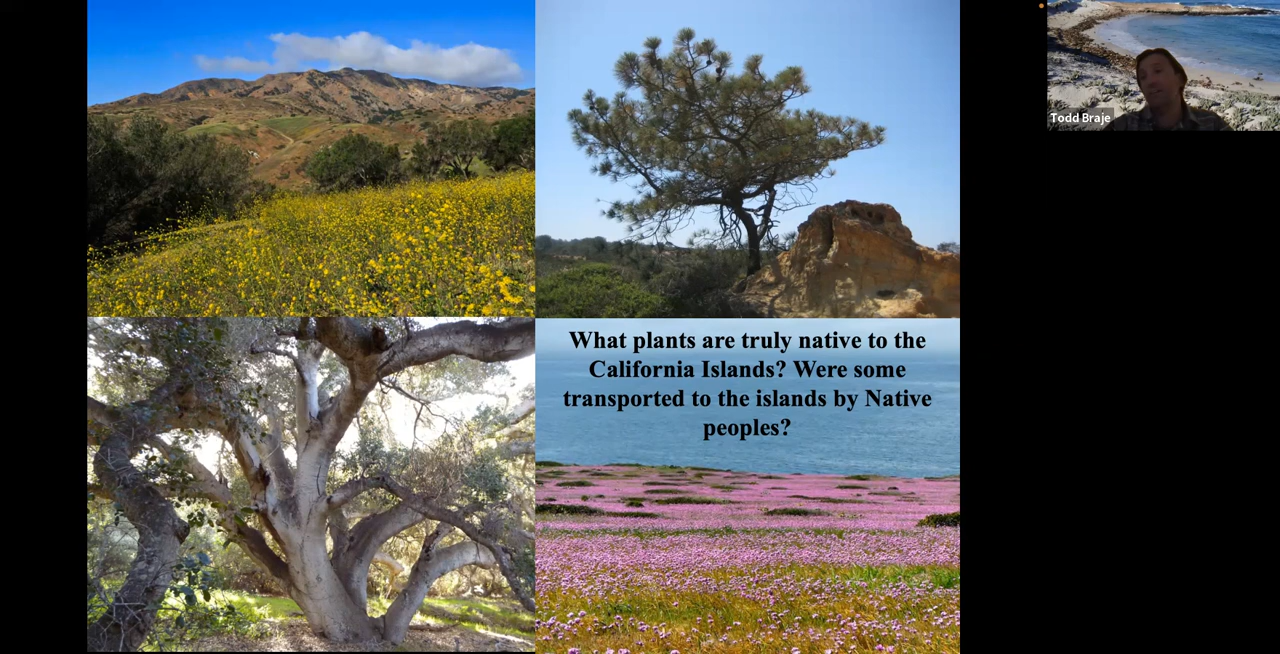 Todd Braje
What plants are truly native to the
California Islands? Were some
transported to the islands by Native
peoples?